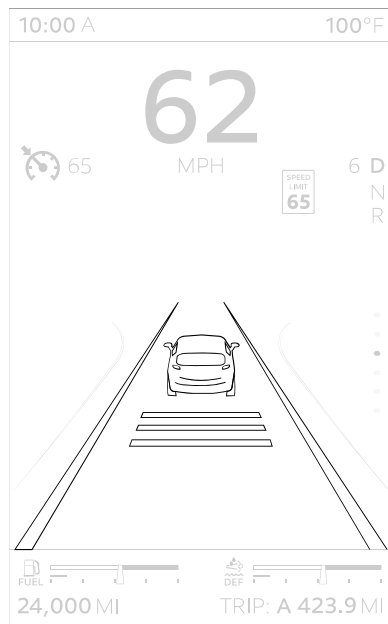 10:00 A 100°F
62
65 MPH 6 D
SPEED
LIMIT
65
N
R
FUEL DEF
24,000 MI TRIP: A 423.9 MI